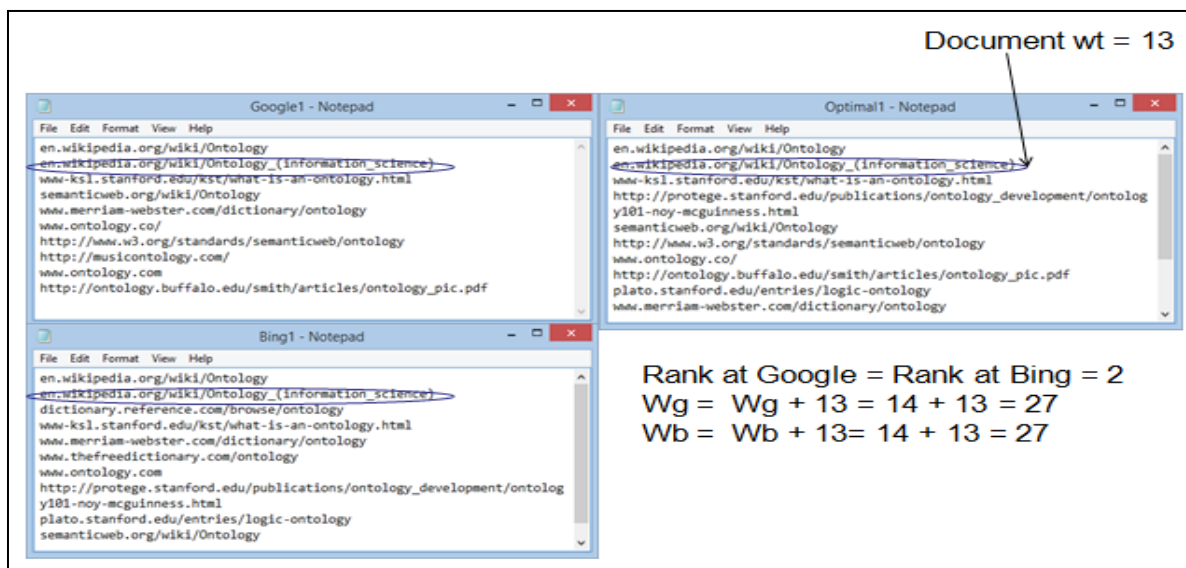 Document wt = 13
Google1 - Notepad
File Edit Format View Help
en.wikipedia.org/wiki/Ontology
en.wikipedia.org/wiki/Ontology_(information_science)
www-ksl.stanford.edu/kst/what-is-an-ontology.html
semanticweb.org/wiki/Ontology
www.merriam-webster.com/dictionary/ontology
www.ontology.co/
http://www.w3.org/standards/semanticweb/ontology
http://musicontology.com/
www.ontology.com
http://ontology.buffalo.edu/smith/articles/ontology_pic.pdf
Optimal1 - Notepad
File Edit Format View Help
en.wikipedia.org/wiki/Ontology
en.wikipedia.org/wiki/Ontology_(information_science)
www-ksl.stanford.edu/kst/what-is-an-ontology.html
http://protege.stanford.edu/publications/ontology_development/ontolog
y101-noy-mcguinness.html
semanticweb.org/wiki/Ontology
http://www.w3.org/standards/semanticweb/ontology
www.ontology.co/
http://ontology.buffalo.edu/smith/articles/ontology_pic.pdf
plato.stanford.edu/entries/logic-ontology
www.merriam-webster.com/dictionary/ontology
Bing1 - Notepad
File Edit Format View Help
en.wikipedia.org/wiki/Ontology
en.wikipedia.org/wiki/Ontology_(information_science)
dictionary.reference.com/browse/ontology
www-ksl.stanford.edu/kst/what-is-an-ontology.html
www.merriam-webster.com/dictionary/ontology
www.thefreedictionary.com/ontology
www.ontology.com
http://protege.stanford.edu/publications/ontology_development/ontolog
y101-noy-mcguinness.html
plato.stanford.edu/entries/logic-ontology
semanticweb.org/wiki/Ontology
Rank at Google = Rank at Bing = 2
Wg = Wg + 13 = 14 + 13 = 27
Wb = Wb + 13= 14 + 13 = 27